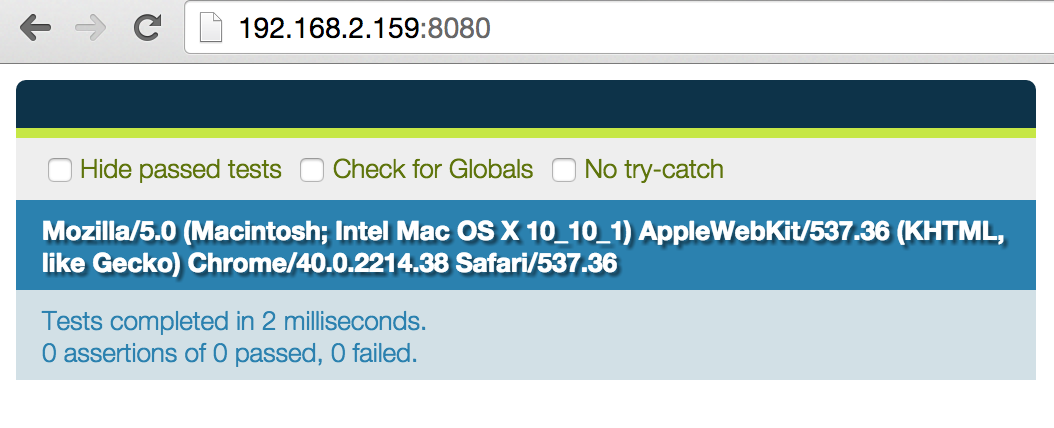 192.168.2.159:8080
Hide passed tests Check for Globals No try-catch
Mozilla/5.0 (Macintosh; Intel Mac OS X 10_10_1) AppleWebKit/537.36 (KHTML,
like Gecko) Chrome/40.0.2214.38 Safari/537.36
Tests completed in 2 milliseconds.
0 assertions of 0 passed, 0 failed.